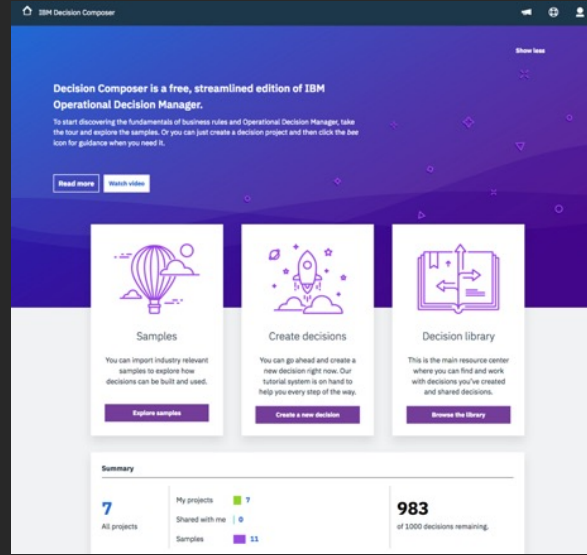 IBM Decision Composer
Show less
Decision Composer is a free, streamlined edition of IBM
Operational Decision Manager.
To start discovering the fundamentals of business rules and Operational Decision Manager, take
the tour and explore the samples. Or you can just create a decision project and then click the bee
icon for guidance when you need it.
Read more
Watch video
Samples
You can import industry relevant
samples to explore how
decisions can be built and used.
Explore samples
Create decisions
You can go ahead and create a
new decision right now. Our
tutorial system is on hand to
help you every step of the way.
Create a new decision
Decision library
This is the main resource center
where you can find and work
with decisions you've created
and shared decisions.
Browse the library
Summary
7
All projects
My projects 7
Shared with me 0
Samples 11
983
of 1000 decisions remaining.